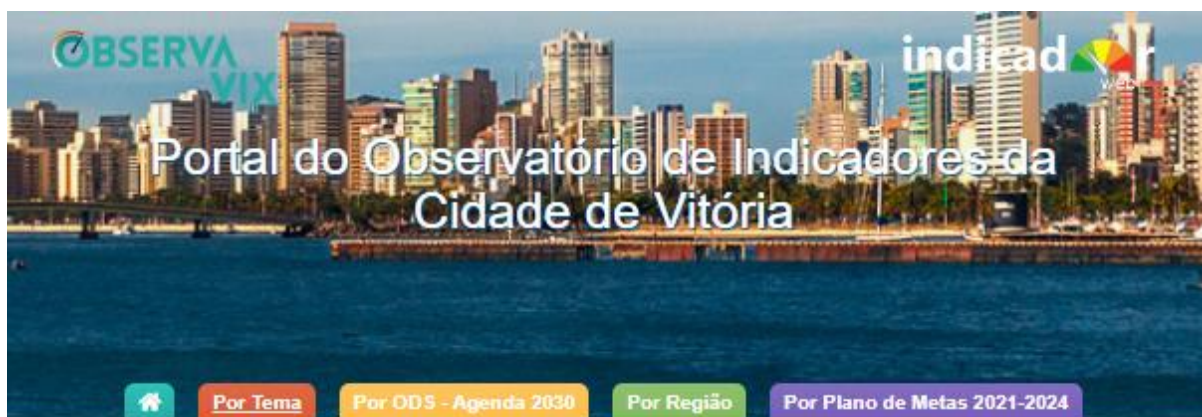 OBSERVA
VIX
indicador
web
Portal do Observatório de Indicadores da
Cidade de Vitória
Por Tema
Por ODS - Agenda 2030
Por Região
Por Plano de Metas 2021-2024